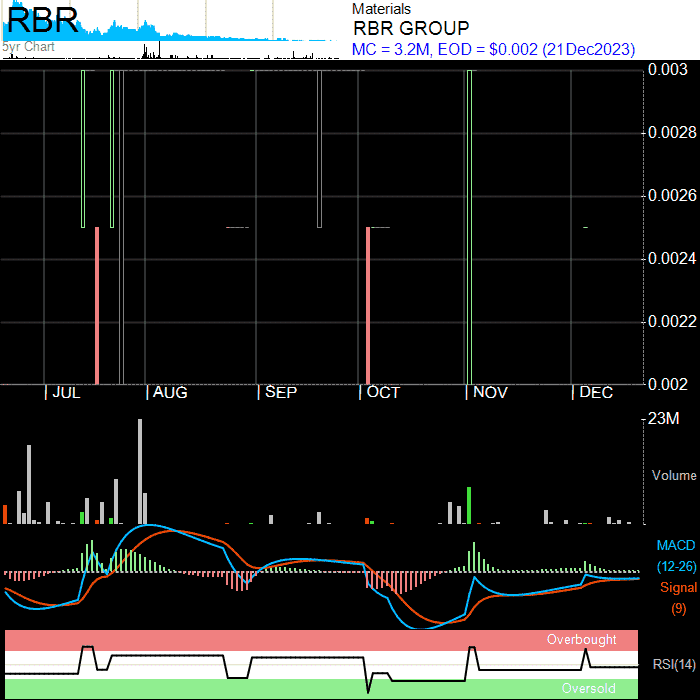 RBR
5yr Chart
Materials
RBR GROUP
MC = 3.2M, EOD = $0.002 (21Dec2023)
0.003
0.0028
0.0026
0.0024
0.0022
0.002
JUL AUG SEP OCT NOV DEC
23M
Volume
MACD
(12-26)
Signal
(9)
Overbought
RSI(14)
Oversold